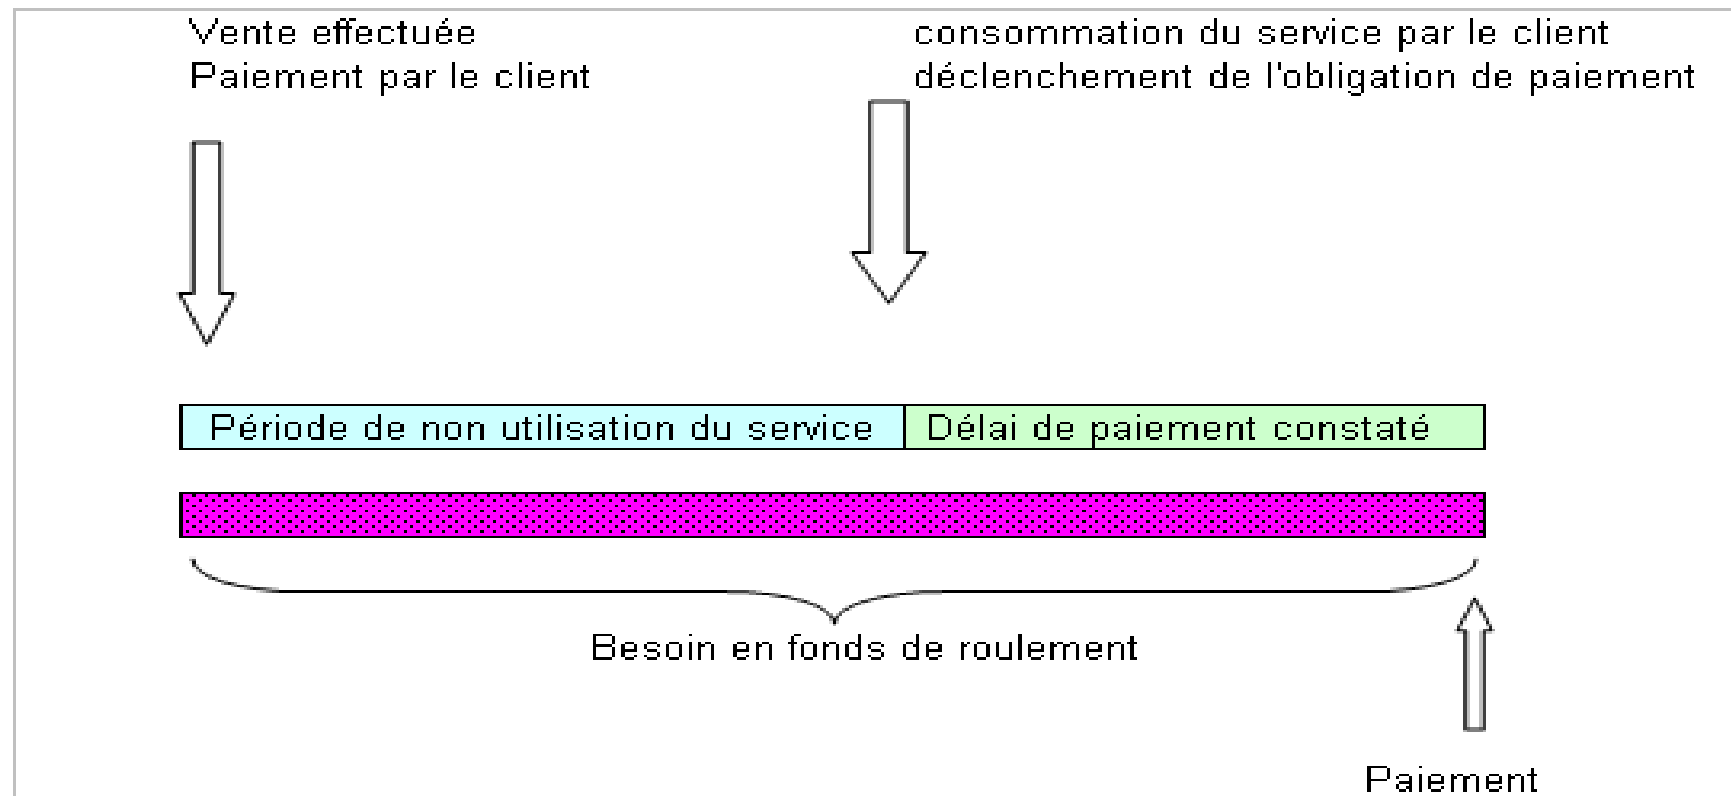 Vente effectuée
Paiement par le client
consommation du service par le client
déclenchement de l'obligation de paiement
Période de non utilisation du service
Délai de paiement constaté
Besoin en fonds de roulement
Paiement